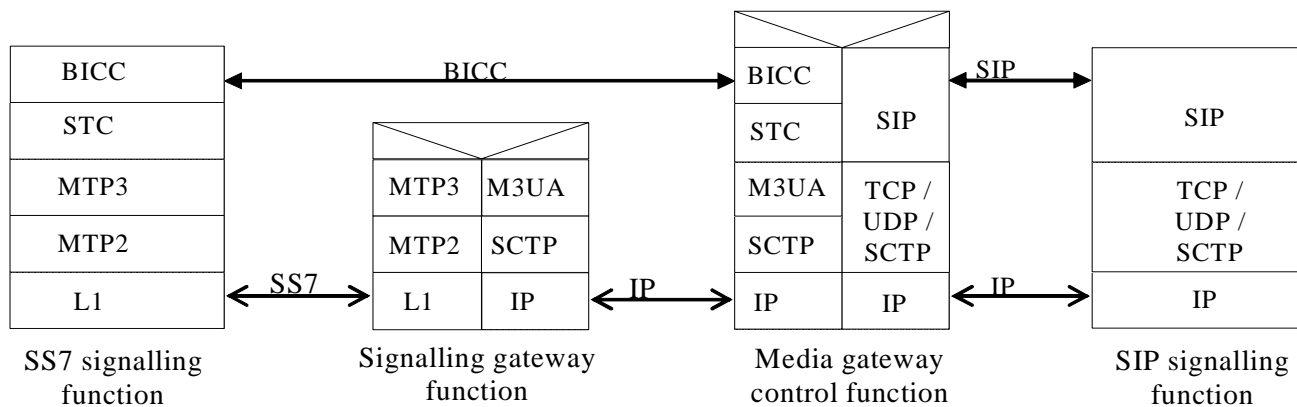 BICC
STC
MTP3
MTP2
L1
SS7 signalling
function
BICC
SS7
MTP3
MTP2
L1
M3UA
SCTP
IP
Signalling gateway
function
IP
BICC
STC
M3UA
SCTP
IP
SIP
TCP /
UDP /
SCTP
IP
Media gateway
control function
SIP
IP
SIP
TCP /
UDP /
SCTP
IP
SIP signalling
function